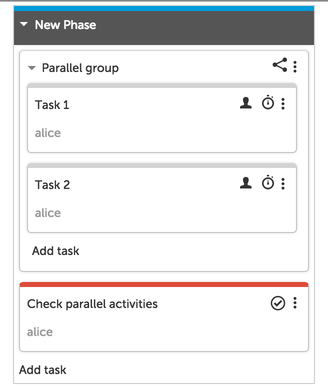 New Phase
Parallel group
Task 1
alice
Task 2
alice
Add task
Check parallel activities
alice
Add task